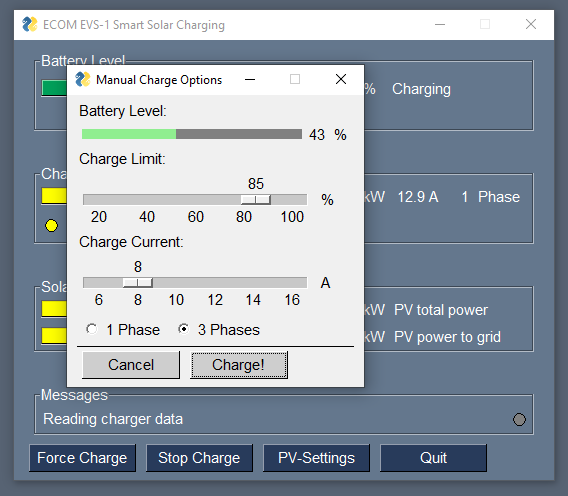 ECOM EVS-1 Smart Solar Charging
Battery Level
% Charging
Manual Charge Options
Battery Level:
43 %
Charge Limit:
85
%
20 40 60 80 100
Charge Current:
8
A
6 8 10 12 14 16
1 Phase 3 Phases
Cancel Charge!
Cha
kW 12.9 A 1 Phase
Sola
kW PV total power
kW PV power to grid
Messages
Reading charger data
Force Charge Stop Charge PV-Settings Quit